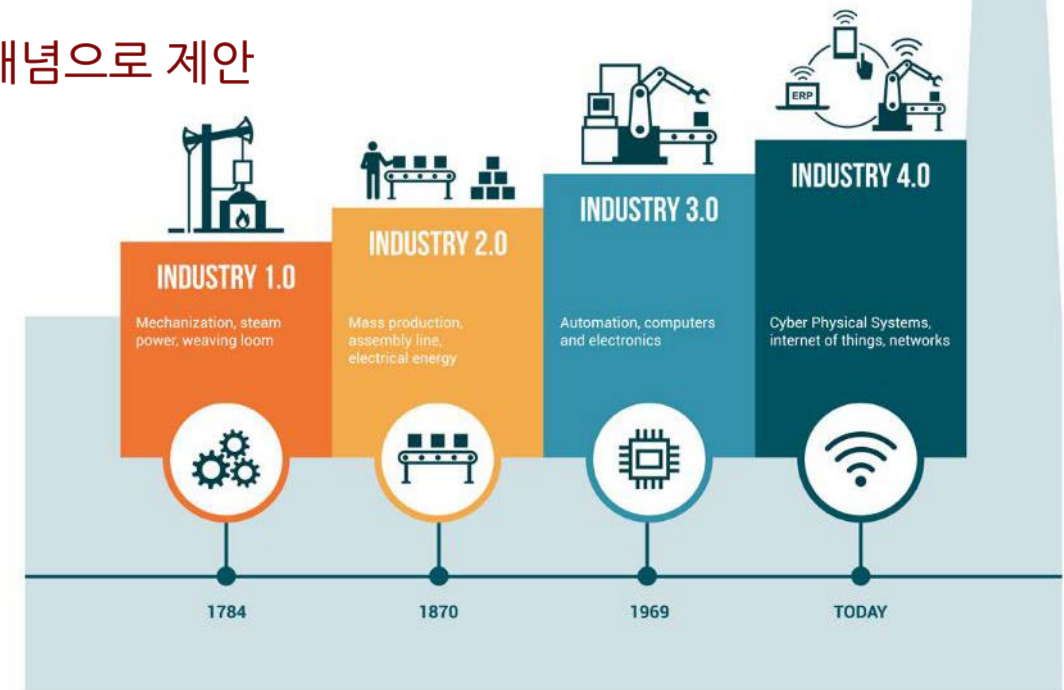 개념으로 제안
ERP
INDUSTRY 4.0
INDUSTRY 3.0
INDUSTRY 2.0
INDUSTRY 1.0
Mechanization, steam
power, weaving loom
Mass production,
assembly line,
electrical energy
Automation, computers
and electronics
Cyber Physical Systems,
internet of things, networks
1784
1870
1969
TODAY